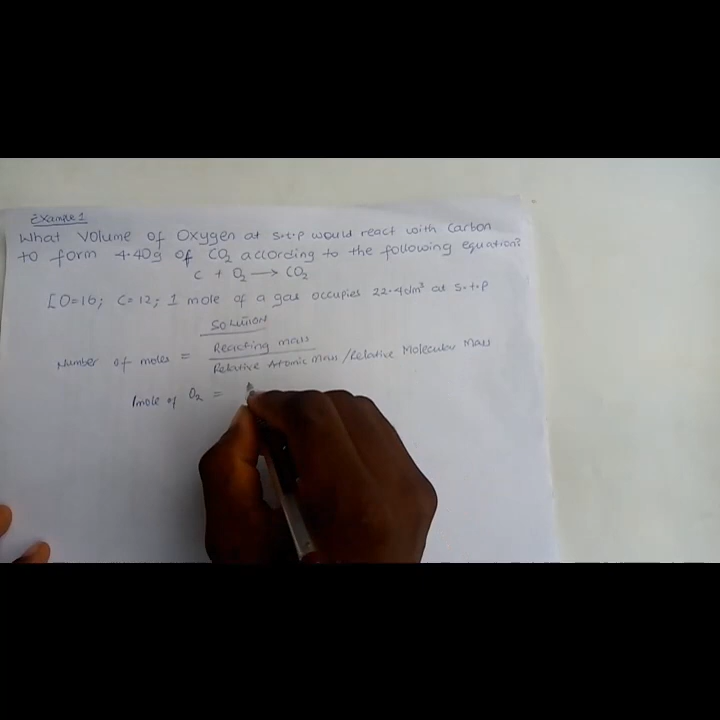 Example 1
What Volume of Oxygen at s.t.p would react with Carbon
to form 4.40g of CO₂ according to the following equation?
C + O₂ → CO₂
[O=16; C=12; 1 mole of a gas occupies 22.4dm³ at s.t.p
SOLUTION
Number of moles = Reacting mass
Relative Atomic Mass/Relative Molecular Mass
1mole of O₂ =